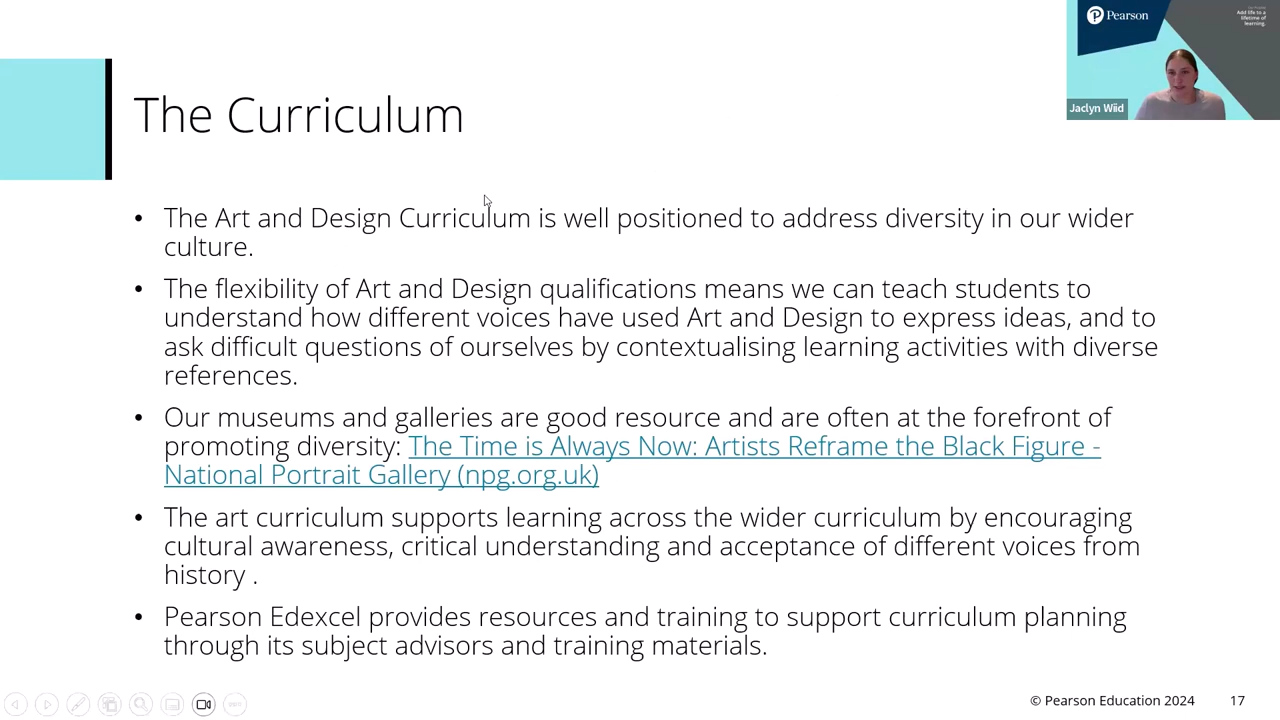 Pearson
Add life to a
lifetime of
learning.
Jaclyn Wiid
The Curriculum
• The Art and Design Curriculum is well positioned to address diversity in our wider
culture.
• The flexibility of Art and Design qualifications means we can teach students to
understand how different voices have used Art and Design to express ideas, and to
ask difficult questions of ourselves by contextualising learning activities with diverse
references.
• Our museums and galleries are good resource and are often at the forefront of
promoting diversity: The Time is Always Now: Artists Reframe the Black Figure -
National Portrait Gallery (npg.org.uk)
• The art curriculum supports learning across the wider curriculum by encouraging
cultural awareness, critical understanding and acceptance of different voices from
history .
• Pearson Edexcel provides resources and training to support curriculum planning
through its subject advisors and training materials.
© Pearson Education 2024 17